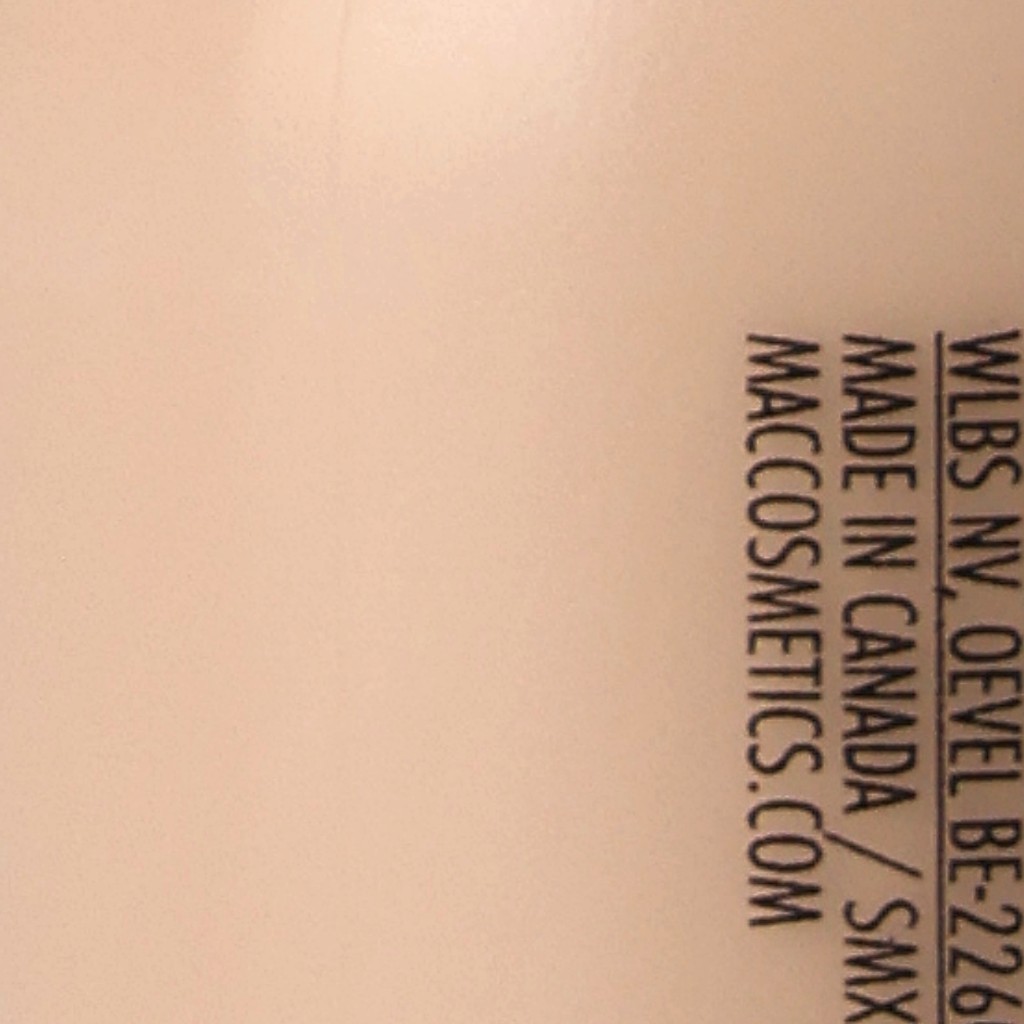 WLBS NV, OEVEL BE-226
MADE IN CANADA / SMX
MACCOSMETICS.COM